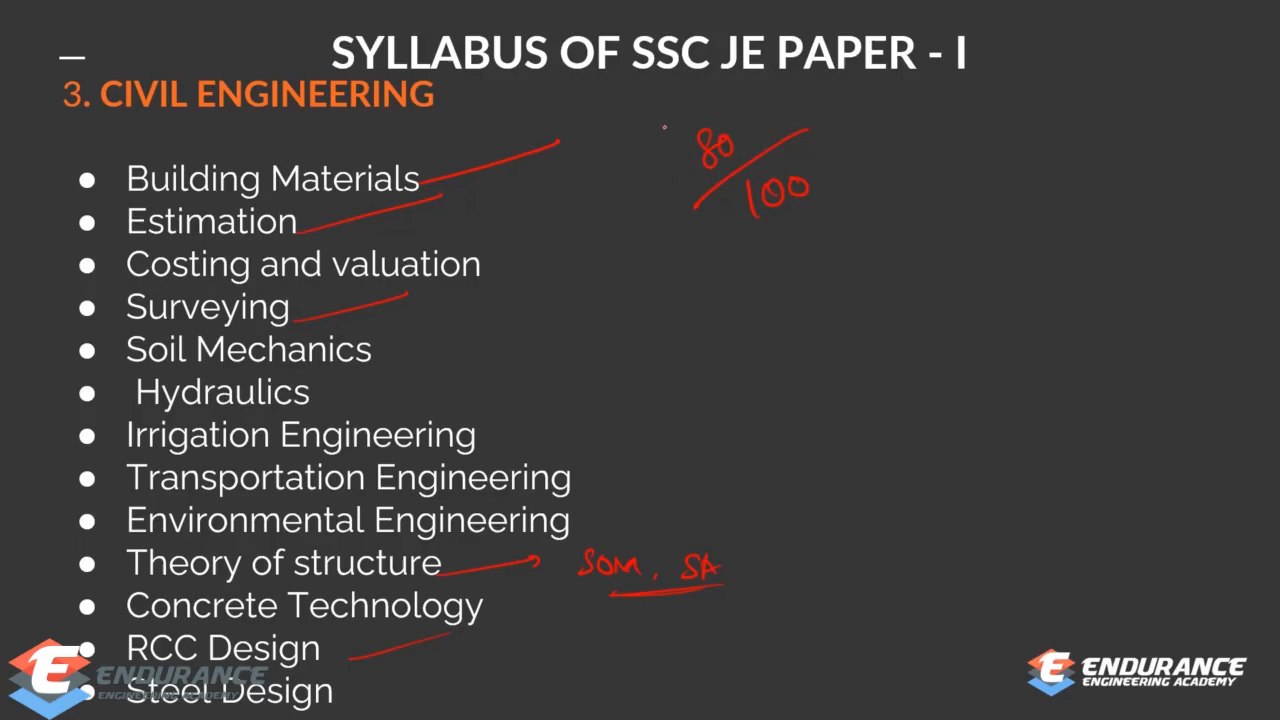 SYLLABUS OF SSC JE PAPER - I
3. CIVIL ENGINEERING
80
100
● Building Materials
● Estimation
● Costing and valuation
● Surveying
● Soil Mechanics
● Hydraulics
● Irrigation Engineering
● Transportation Engineering
● Environmental Engineering
● Theory of structure
SOM, SA
● Concrete Technology
● RCC Design
● Steel Design
E ENDURANCE
ENGINEERING ACADEMY
E ENDURANCE
ENGINEERING ACADEMY